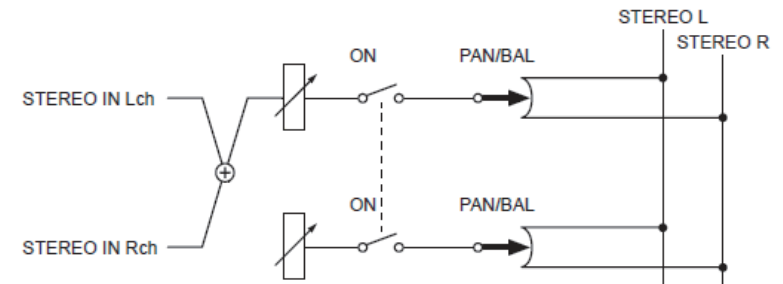 STEREO L
STEREO R
ON
PAN/BAL
STEREO IN Lch
ON
PAN/BAL
STEREO IN Rch